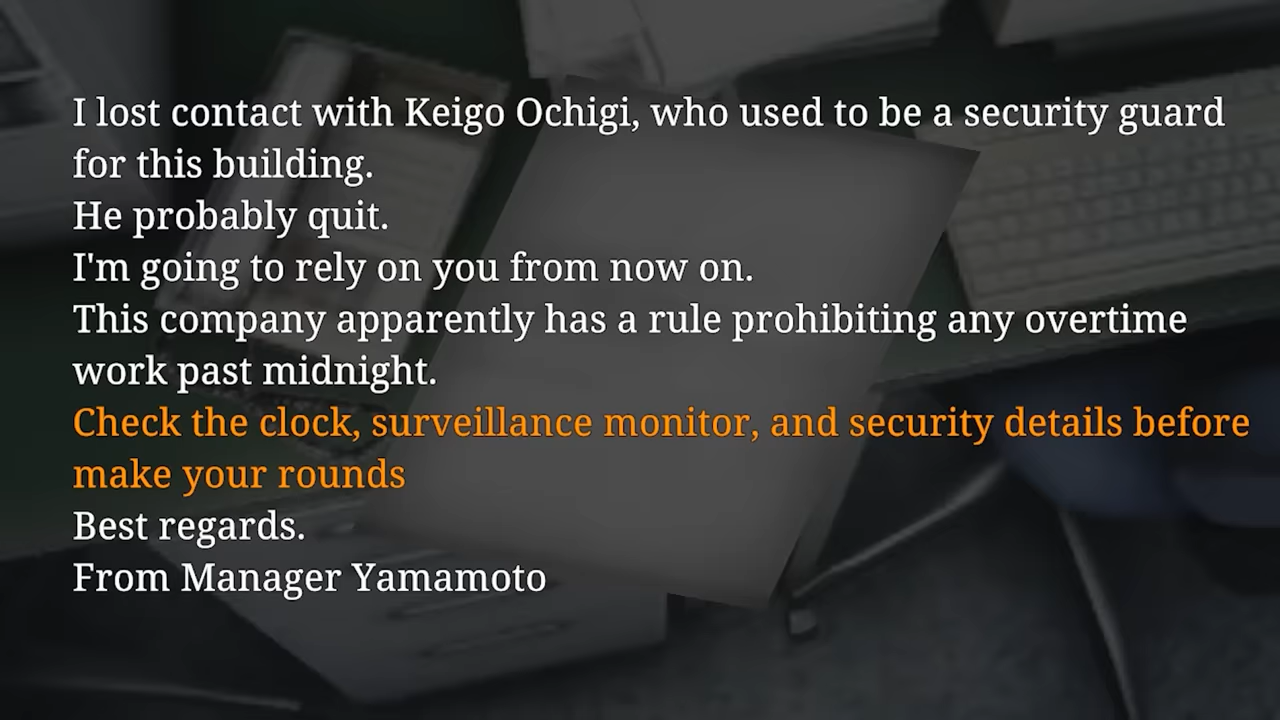 I lost contact with Keigo Ochigi, who used to be a security guard
for this building.
He probably quit.
I'm going to rely on you from now on.
This company apparently has a rule prohibiting any overtime
work past midnight.
Check the clock, surveillance monitor, and security details before
make your rounds
Best regards.
From Manager Yamamoto